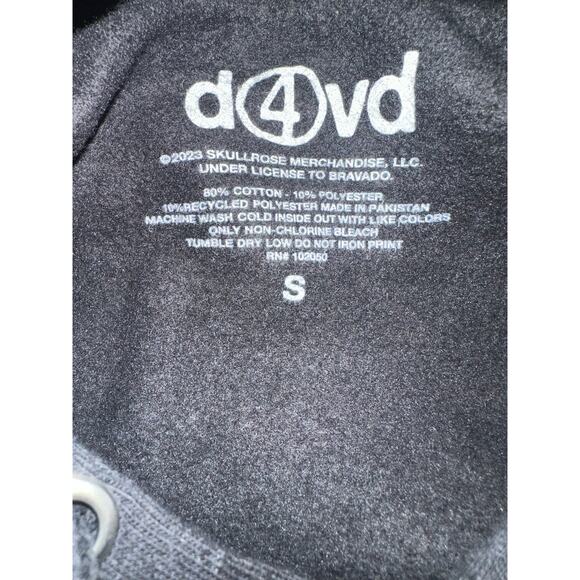 d4vd
©2023 SKULLROSE MERCHANDISE, LLC.
UNDER LICENSE TO BRAVADO.
80% COTTON - 10% POLYESTER
10%RECYCLED POLYESTER MADE IN PAKISTAN
MACHINE WASH COLD INSIDE OUT WITH LIKE COLORS
ONLY NON-CHLORINE BLEACH
TUMBLE DRY LOW DO NOT IRON PRINT
RN# 102050
S